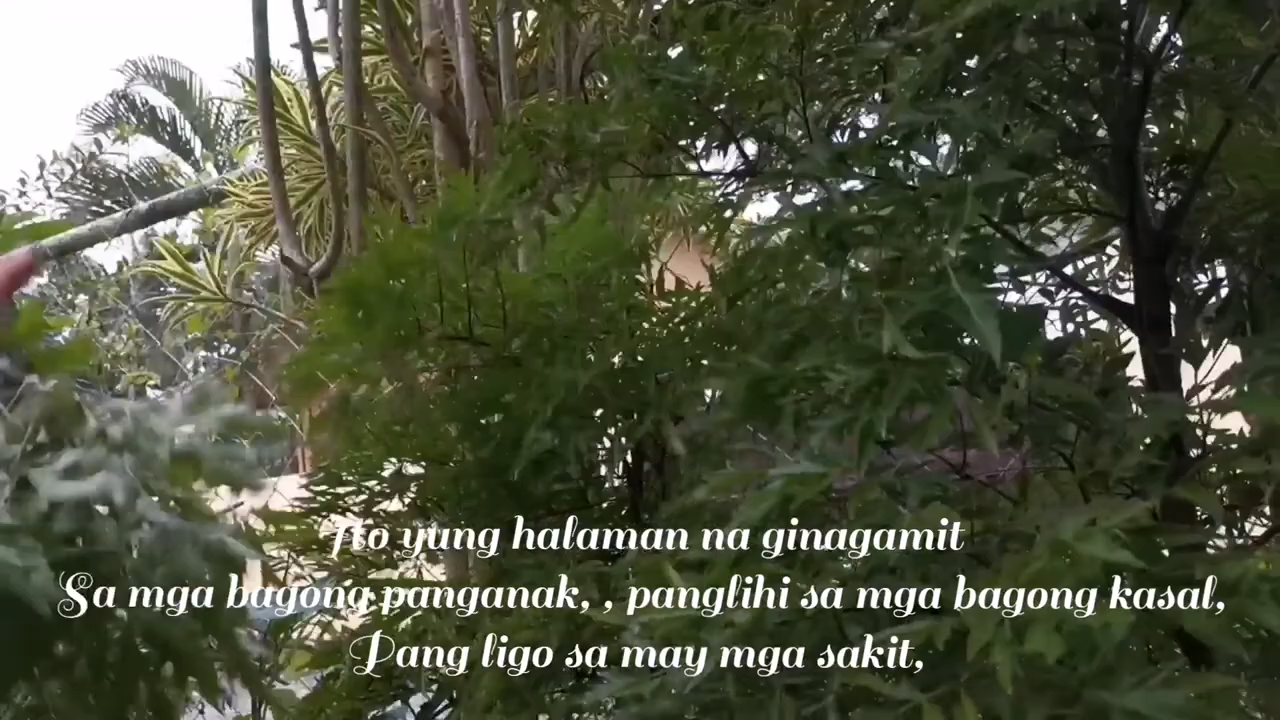 Ito yung halaman na ginagamit
Sa mga bagong panganak, , panglihi sa mga bagong kasal,
Pang ligo sa may mga sakit,